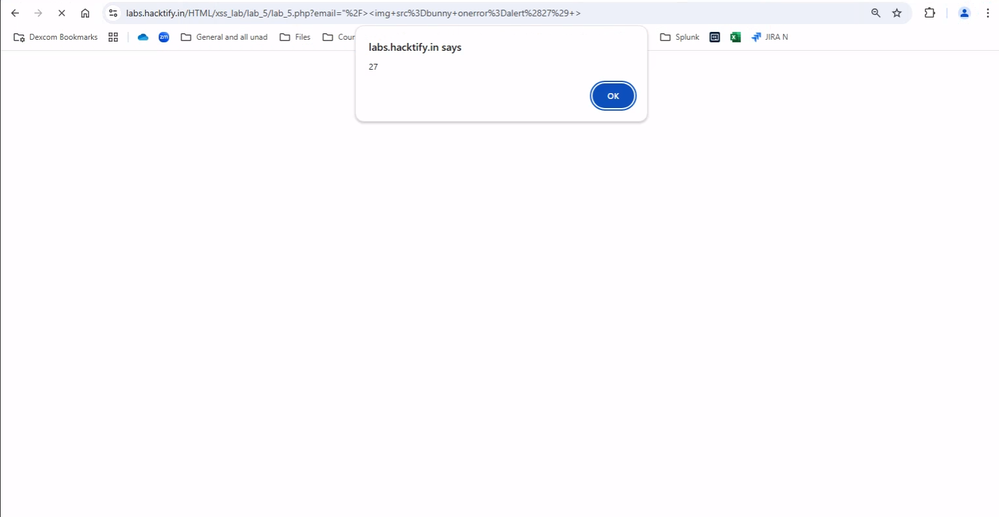 labs.hacktify.in/HTML/xss_lab/lab_5/lab_5.php?email="%2F><img+src%3Dbunny+onerror%3Dalert%2827%29+>
Dexcom Bookmarks zm General and all unad Files Cour Splunk JIRA N
labs.hacktify.in says
27
OK